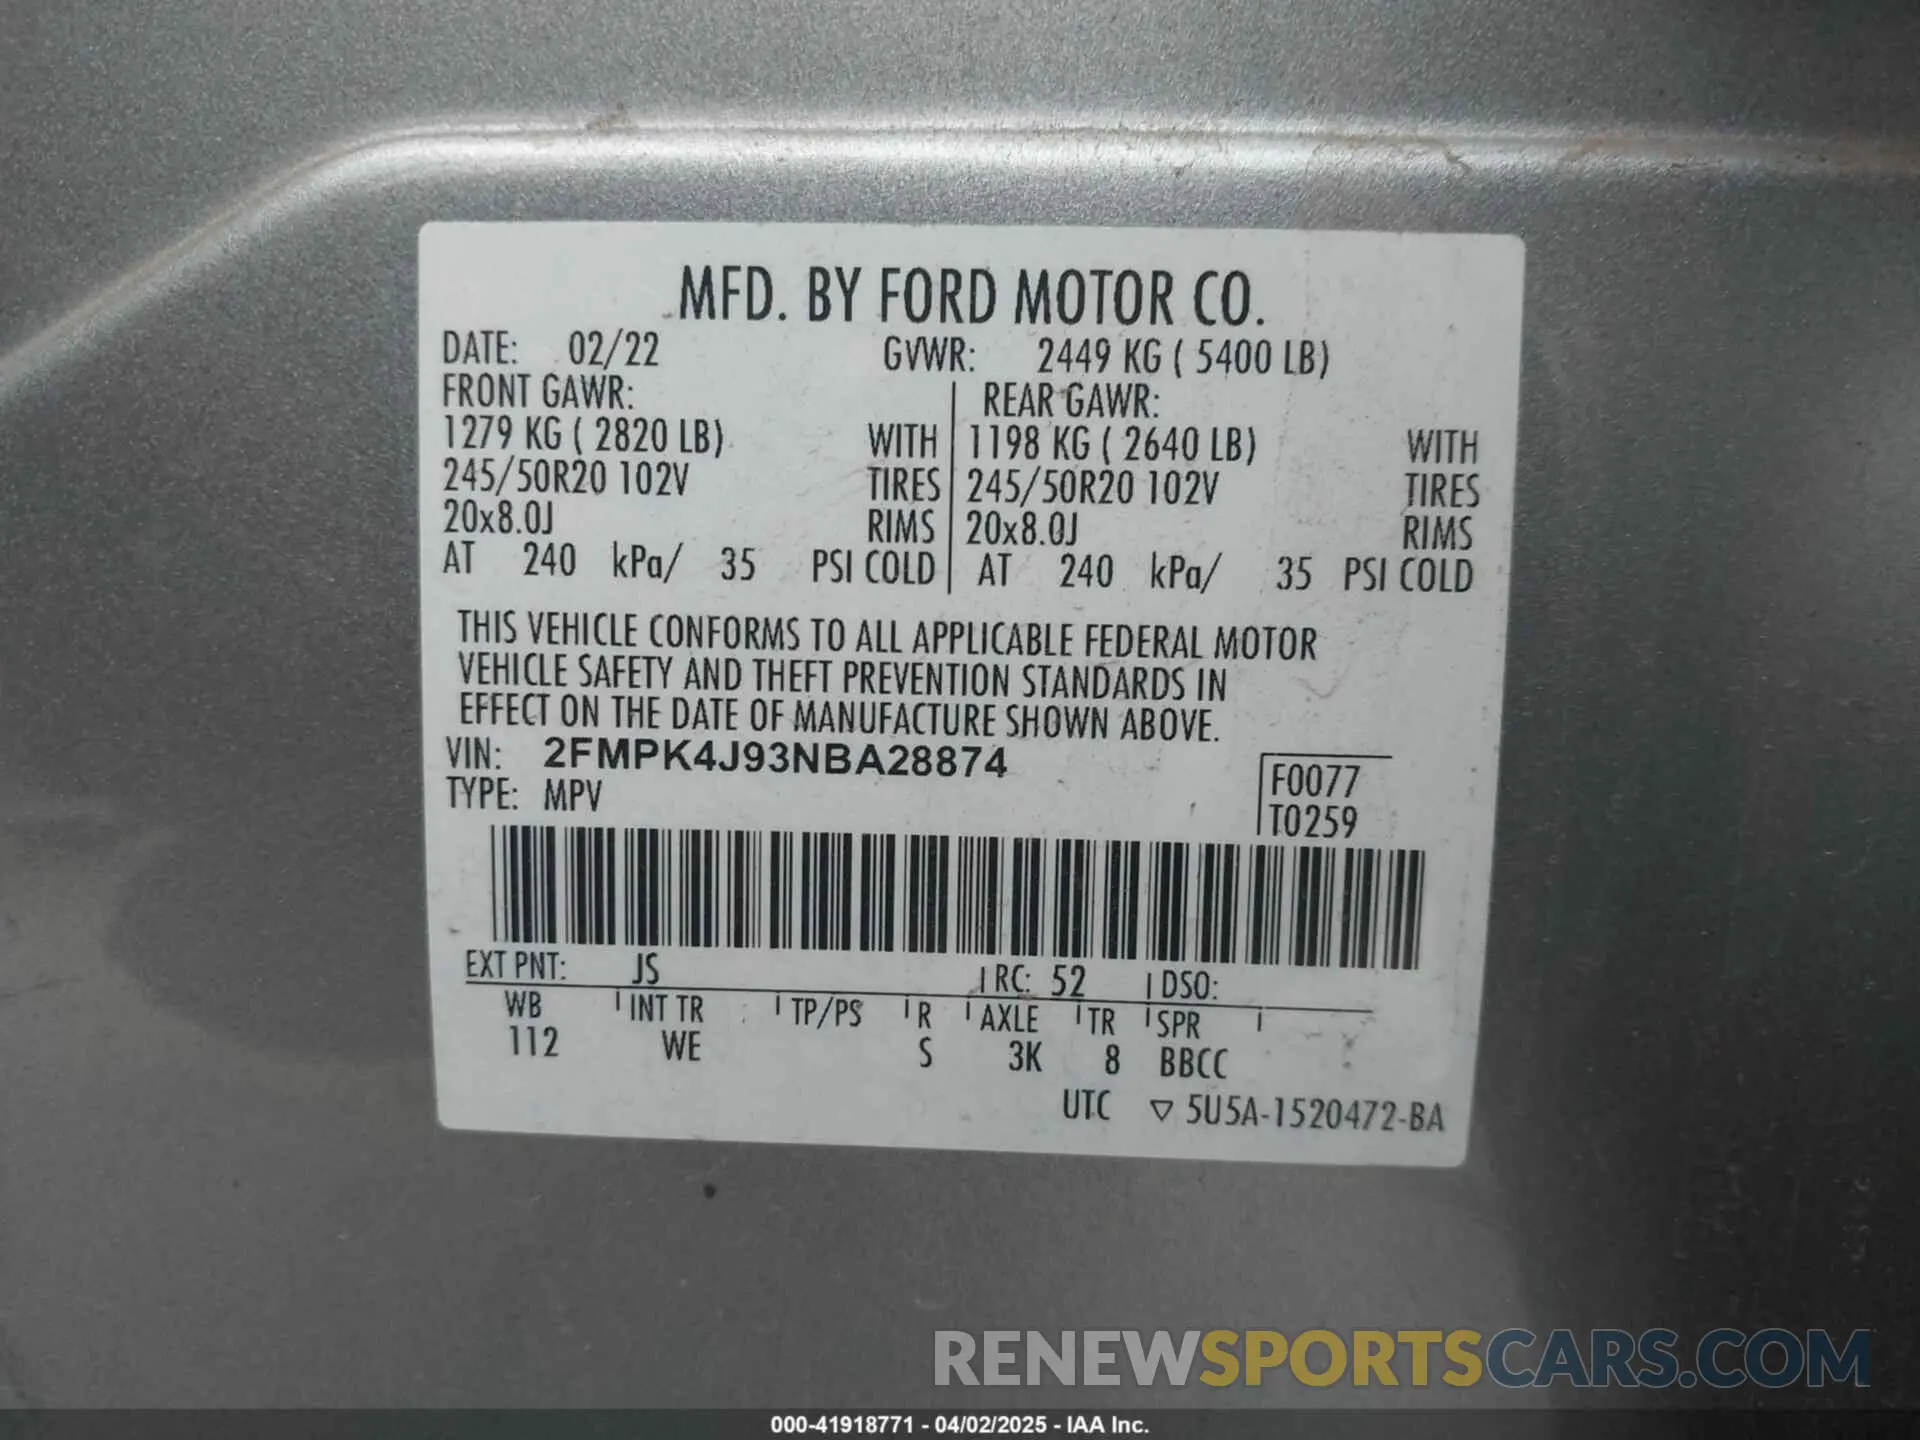 MFD. BY FORD MOTOR CO.
DATE: 02/22 GVWR: 2449 KG ( 5400 LB)
FRONT GAWR: REAR GAWR:
1279 KG ( 2820 LB) WITH 1198 KG ( 2640 LB) WITH
245/50R20 102V TIRES 245/50R20 102V TIRES
20x8.0J RIMS 20x8.0J RIMS
AT 240 kPa/ 35 PSI COLD AT 240 kPa/ 35 PSI COLD
THIS VEHICLE CONFORMS TO ALL APPLICABLE FEDERAL MOTOR
VEHICLE SAFETY AND THEFT PREVENTION STANDARDS IN
EFFECT ON THE DATE OF MANUFACTURE SHOWN ABOVE.
VIN: 2FMPK4J93NBA28874
TYPE: MPV
F0077
T0259
EXT PNT: JS RC: 52 DSO:
WB INT TR TP/PS R AXLE TR SPR
112 WE S 3K 8 BBCC
UTC ▽ 5U5A-1520472-BA
RENEWSPORTSCARS.COM
000-41918771 - 04/02/2025 - IAA Inc.